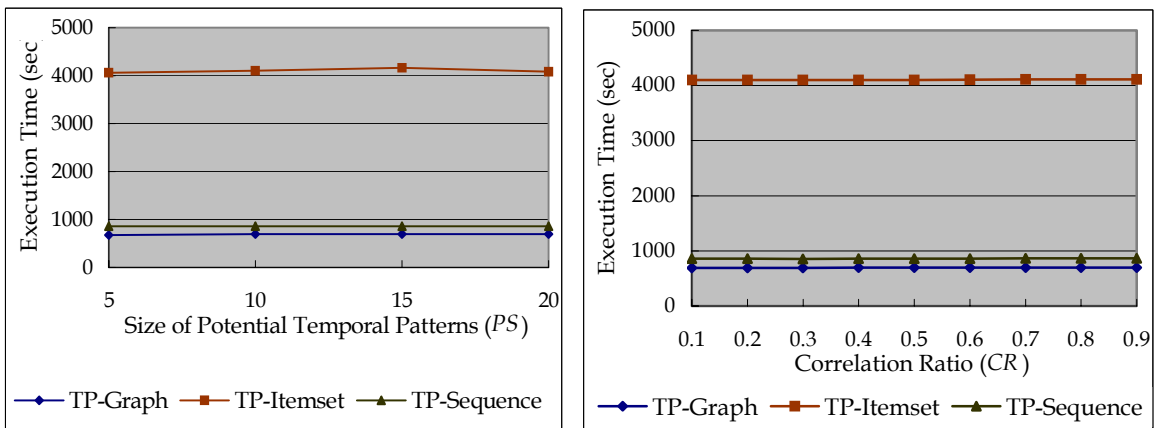 5000
4000
3000
2000
1000
0
Execution Time (sec
5 10 15 20
Size of Potential Temporal Patterns (PS)
TP-Graph TP-Itemset TP-Sequence
5000
4000
3000
2000
1000
0
Execution Time (sec)
0.1 0.2 0.3 0.4 0.5 0.6 0.7 0.8 0.9
Correlation Ratio (CR)
TP-Graph TP-Itemset TP-Sequence